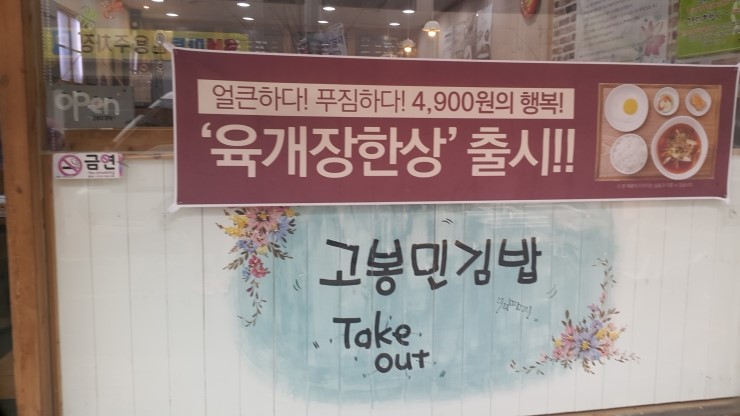 open
금연
얼큰하다! 푸짐하다! 4,900원의 행복!
'육개장한상' 출시!!
고봉민김밥
Take
out